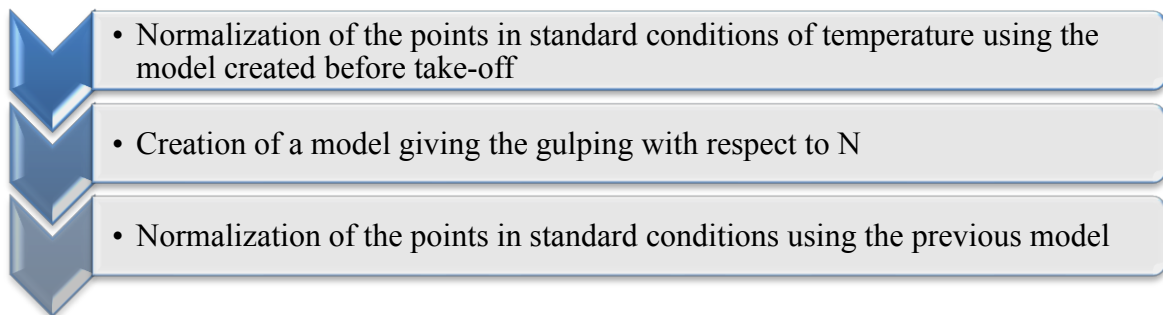 • Normalization of the points in standard conditions of temperature using the
model created before take-off
• Creation of a model giving the gulping with respect to N
• Normalization of the points in standard conditions using the previous model